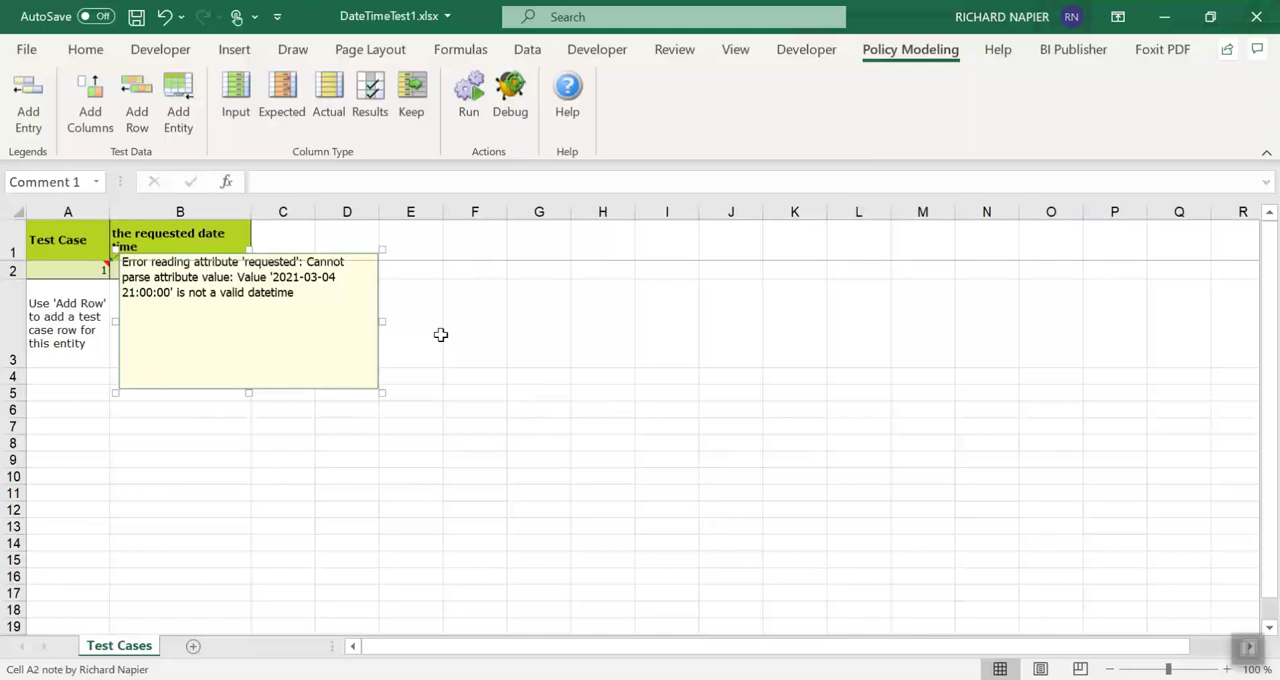 AutoSave Off DateTimeTest1.xlsx Search RICHARD NAPIER RN
File Home Developer Insert Draw Page Layout Formulas Data Developer Review View Developer Policy Modeling Help BI Publisher Foxit PDF
Add Entry Add Columns Add Row Add Entity Input Expected Actual Results Keep Run Debug Help
Legends Test Data Column Type Actions Help
Comment 1 fx
A B C D E F G H I J K L M N O P Q R
1 Test Case the requested date time
2 1
Error reading attribute 'requested': Cannot
parse attribute value: Value '2021-03-04
21:00:00' is not a valid datetime
3 Use 'Add Row'
to add a test
case row for
this entity
4
5
6
7
8
9
10
11
12
13
14
15
16
17
18
19
Test Cases
Cell A2 note by Richard Napier 100 %